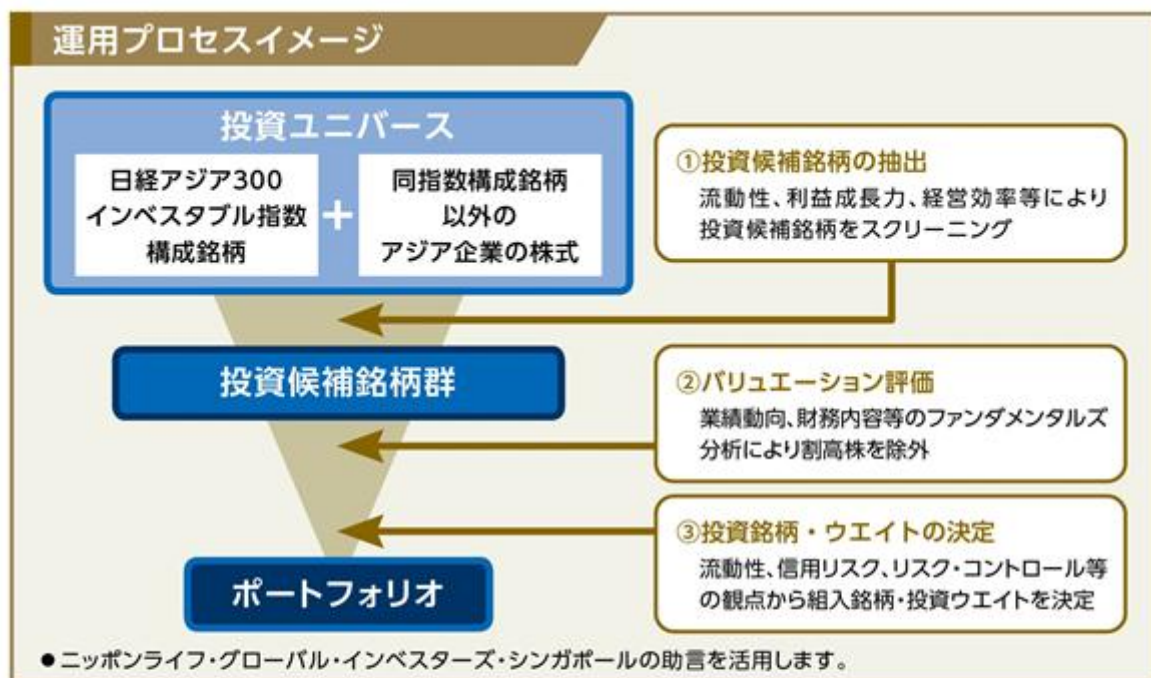 運用プロセスイメージ
投資ユニバース
日経アジア300
インベスタブル指数
構成銘柄
+
同指数構成銘柄
以外の
アジア企業の株式
①投資候補銘柄の抽出
流動性、利益成長力、経営効率等により
投資候補銘柄をスクリーニング
投資候補銘柄群
②バリュエーション評価
業績動向、財務内容等のファンダメンタルズ
分析により割高株を除外
③投資銘柄・ウエイトの決定
流動性、信用リスク、リスク・コントロール等
の観点から組入銘柄・投資ウエイトを決定
ポートフォリオ
●ニッポンライフ・グローバル・インベスターズ・シンガポールの助言を活用します。